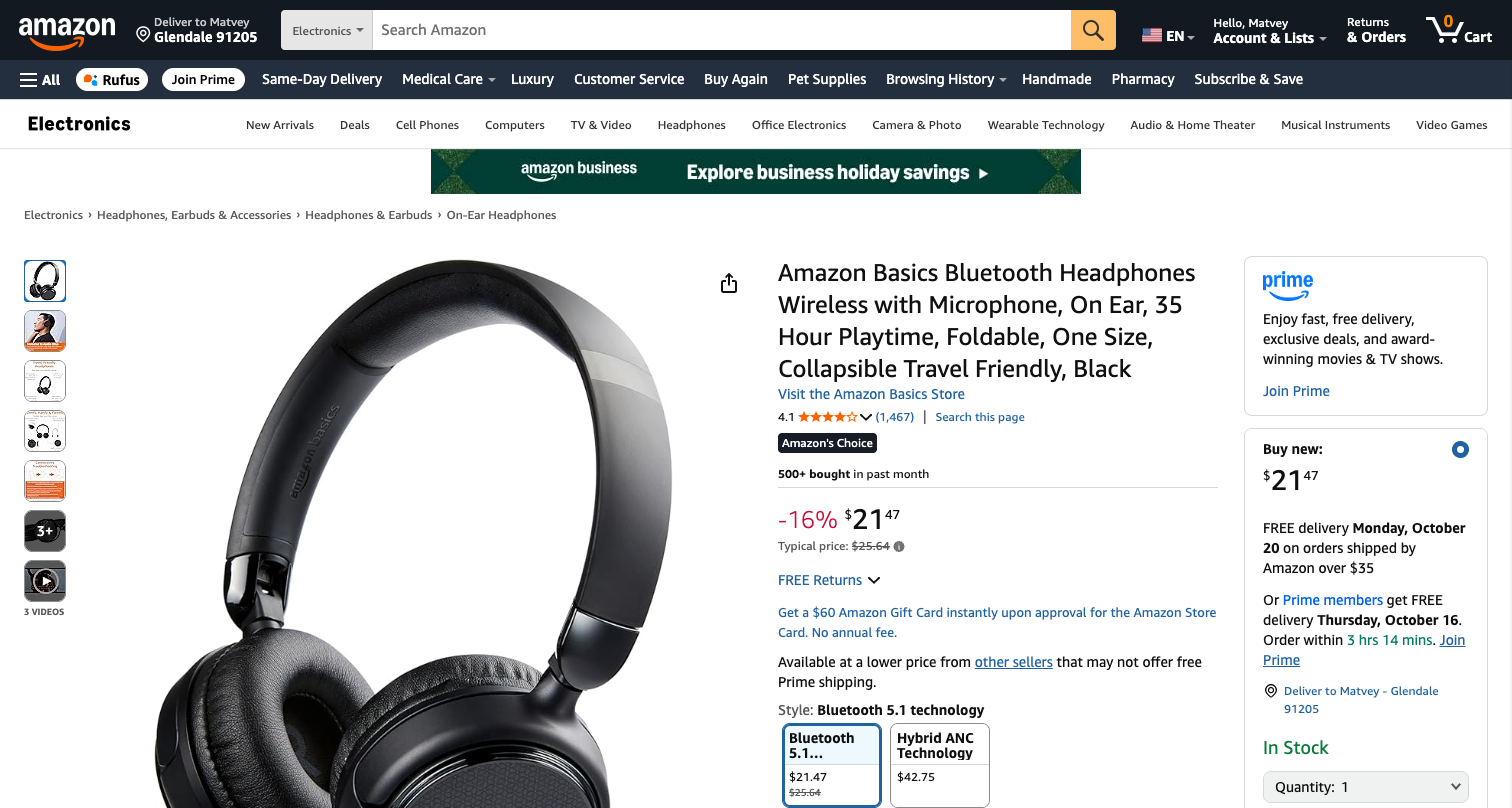 amazon
Deliver to Matvey
Glendale 91205
Electronics
Search Amazon
EN
Hello, Matvey
Account & Lists
Returns
& Orders
0
Cart
All
Rufus
Join Prime
Same-Day Delivery
Medical Care
Luxury
Customer Service
Buy Again
Pet Supplies
Browsing History
Handmade
Pharmacy
Subscribe & Save
Electronics
New Arrivals
Deals
Cell Phones
Computers
TV & Video
Headphones
Office Electronics
Camera & Photo
Wearable Technology
Audio & Home Theater
Musical Instruments
Video Games
amazon business
Explore business holiday savings ▸
Electronics › Headphones, Earbuds & Accessories › Headphones & Earbuds › On-Ear Headphones
3+
3 VIDEOS
amazon basics
Amazon Basics Bluetooth Headphones
Wireless with Microphone, On Ear, 35
Hour Playtime, Foldable, One Size,
Collapsible Travel Friendly, Black
Visit the Amazon Basics Store
4.1 (1,467) | Search this page
Amazon's Choice
500+ bought in past month
-16% $21 47
Typical price: $25.64
FREE Returns
Get a $60 Amazon Gift Card instantly upon approval for the Amazon Store
Card. No annual fee.
Available at a lower price from other sellers that may not offer free
Prime shipping.
Style: Bluetooth 5.1 technology
Bluetooth
5.1...
$21.47
$25.64
Hybrid ANC
Technology
$42.75
prime
Enjoy fast, free delivery,
exclusive deals, and award-
winning movies & TV shows.
Join Prime
Buy new:
$21 47
FREE delivery Monday, October
20 on orders shipped by
Amazon over $35
Or Prime members get FREE
delivery Thursday, October 16.
Order within 3 hrs 14 mins. Join
Prime
Deliver to Matvey - Glendale
91205
In Stock
Quantity: 1